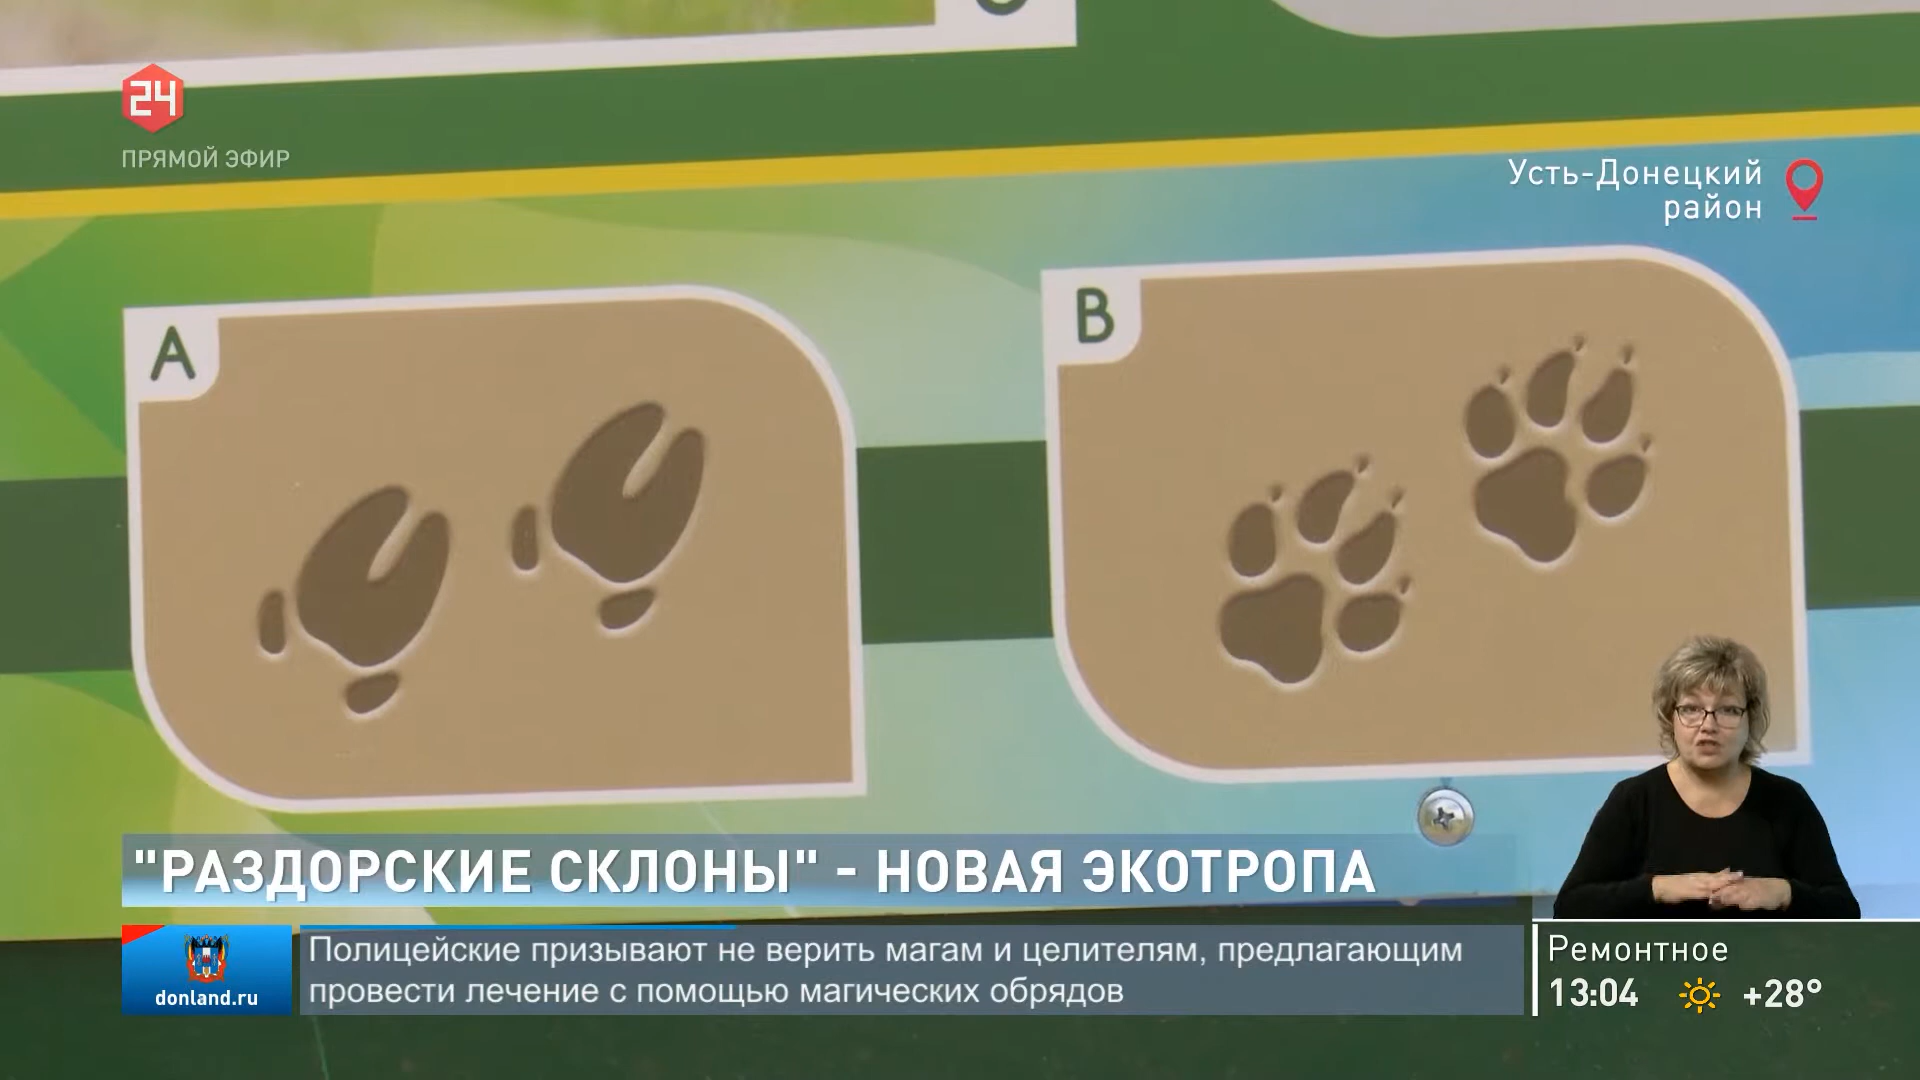 24
ПРЯМОЙ ЭФИР
Усть-Донецкий
район
А
В
"РАЗДОРСКИЕ СКЛОНЫ" - НОВАЯ ЭКОТРОПА
donland.ru
Полицейские призывают не верить магам и целителям, предлагающим
провести лечение с помощью магических обрядов
Ремонтное
13:04 +28°